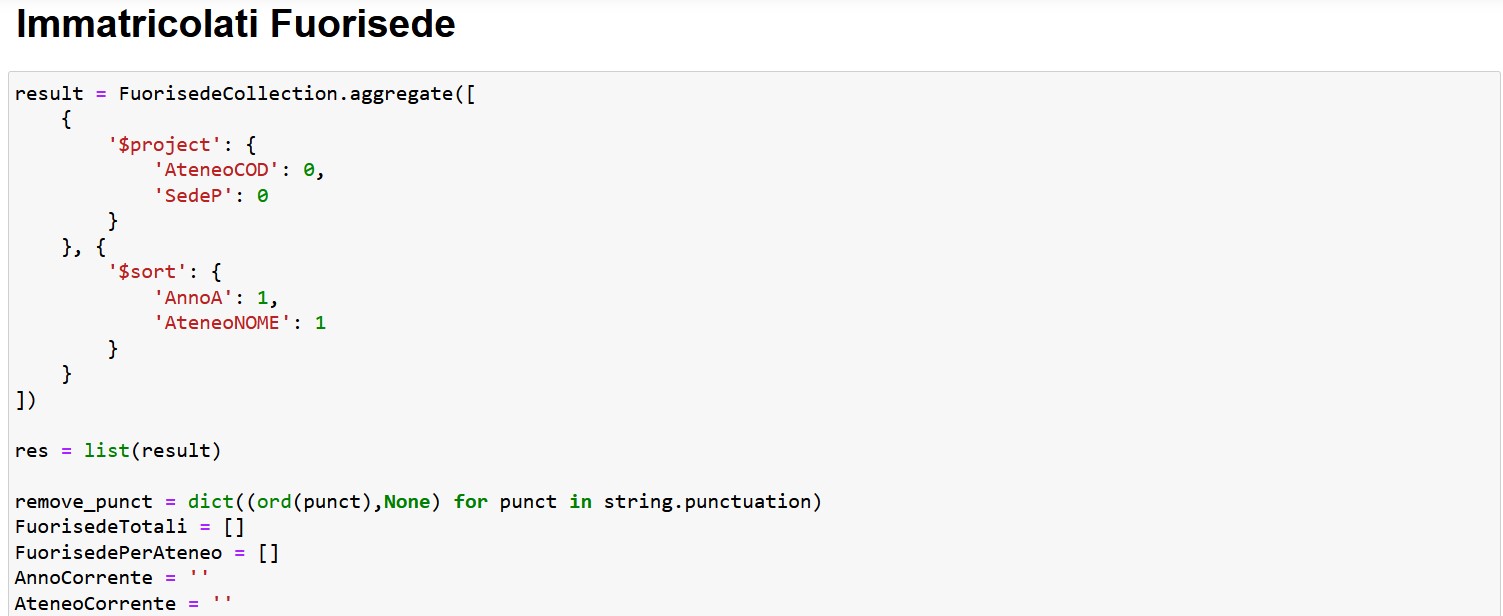 Immatricolati Fuorisede
result = FuorisedeCollection.aggregate([
    {
        '$project': {
            'AteneoCOD': 0,
            'SedeP': 0
        }
    }, {
        '$sort': {
            'AnnoA': 1,
            'AteneoNOME': 1
        }
    }
])

res = list(result)

remove_punct = dict((ord(punct),None) for punct in string.punctuation)
FuorisedeTotali = []
FuorisedePerAteneo = []
AnnoCorrente = ''
AteneoCorrente = ''